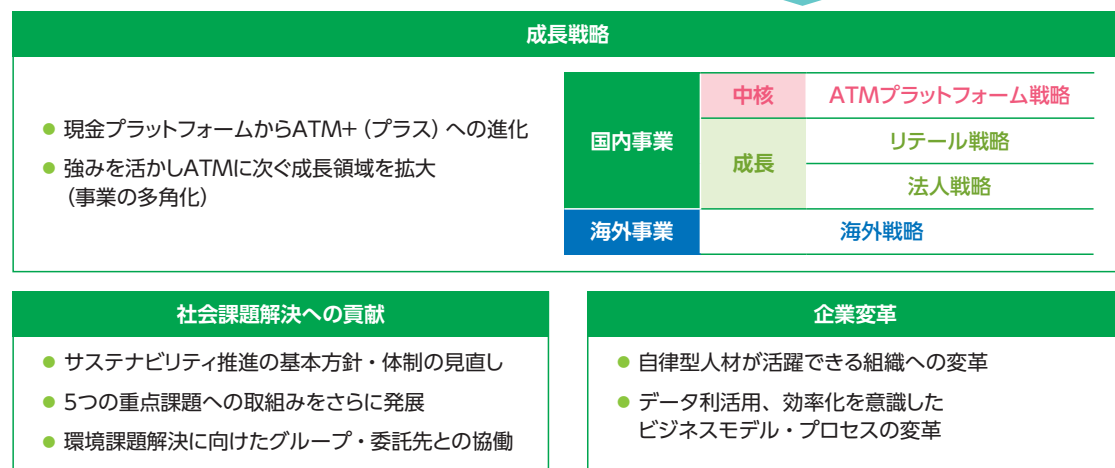 成長戦略
● 現金プラットフォームからATM+（プラス）への進化
● 強みを活かしATMに次ぐ成長領域を拡大
（事業の多角化）
国内事業
中核
ATMプラットフォーム戦略
成長
リテール戦略
法人戦略
海外事業
海外戦略
社会課題解決への貢献
● サステナビリティ推進の基本方針・体制の見直し
● 5つの重点課題への取組みをさらに発展
● 環境課題解決に向けたグループ・委託先との協働
企業変革
● 自律型人材が活躍できる組織への変革
● データ利活用、効率化を意識した
ビジネスモデル・プロセスの変革